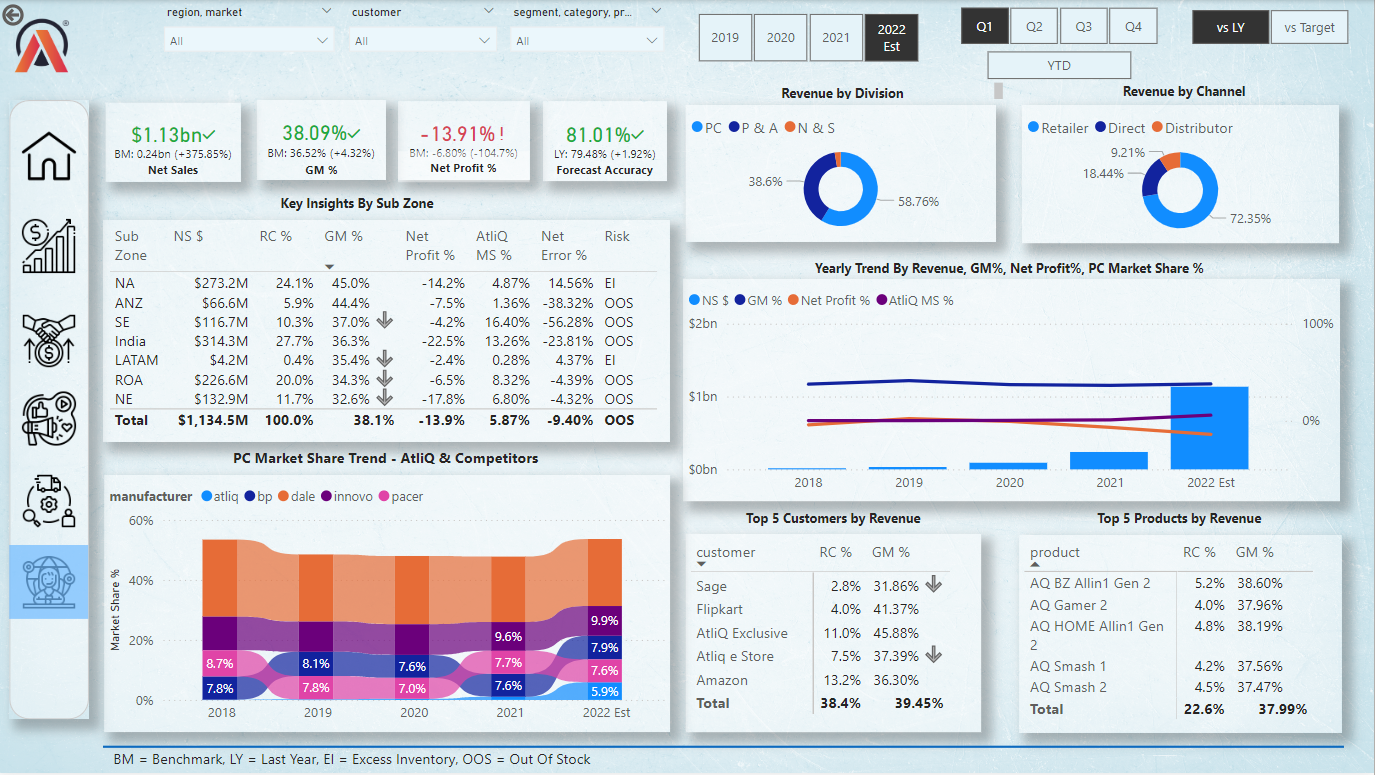 region, market
customer
segment, category, pr...
All
All
All
2019
2020
2021
2022
Est
Q1
Q2
Q3
Q4
YTD
vs LY
vs Target
$1.13bn
BM: 0.24bn (+375.85%)
Net Sales
38.09%
BM: 36.52% (+4.32%)
GM %
-13.91% !
BM: -6.80% (-104.7%)
Net Profit %
81.01%
LY: 79.48% (+1.92%)
Forecast Accuracy
Revenue by Division
PC P & A N & S
38.6%
58.76%
Revenue by Channel
Retailer Direct Distributor
9.21%
18.44%
72.35%
Key Insights By Sub Zone
Sub Zone NS $ RC % GM % Net Profit % AtliQ MS % Net Error % Risk
NA $273.2M 24.1% 45.0% -14.2% 4.87% 14.56% EI
ANZ $66.6M 5.9% 44.4% -7.5% 1.36% -38.32% OOS
SE $116.7M 10.3% 37.0% -4.2% 16.40% -56.28% OOS
India $314.3M 27.7% 36.3% -22.5% 13.26% -23.81% OOS
LATAM $4.2M 0.4% 35.4% -2.4% 0.28% 4.37% EI
ROA $226.6M 20.0% 34.3% -6.5% 8.32% -4.39% OOS
NE $132.9M 11.7% 32.6% -17.8% 6.80% -4.32% OOS
Total $1,134.5M 100.0% 38.1% -13.9% 5.87% -9.40% OOS
Yearly Trend By Revenue, GM%, Net Profit%, PC Market Share %
NS $ GM % Net Profit % AtliQ MS %
$2bn
$1bn
$0bn
100%
0%
2018 2019 2020 2021 2022 Est
PC Market Share Trend - AtliQ & Competitors
manufacturer atliq bp dale innovo pacer
Market Share %
60%
40%
20%
0%
8.7%
7.8%
8.1%
7.8%
7.6%
7.0%
9.6%
7.7%
7.6%
9.9%
7.9%
7.6%
5.9%
2018 2019 2020 2021 2022 Est
Top 5 Customers by Revenue
customer RC % GM %
Sage 2.8% 31.86%
Flipkart 4.0% 41.37%
AtliQ Exclusive 11.0% 45.88%
Atliq e Store 7.5% 37.39%
Amazon 13.2% 36.30%
Total 38.4% 39.45%
Top 5 Products by Revenue
product RC % GM %
AQ BZ Allin1 Gen 2 5.2% 38.60%
AQ Gamer 2 4.0% 37.96%
AQ HOME Allin1 Gen 4.8% 38.19%
2
AQ Smash 1 4.2% 37.56%
AQ Smash 2 4.5% 37.47%
Total 22.6% 37.99%
BM = Benchmark, LY = Last Year, EI = Excess Inventory, OOS = Out Of Stock